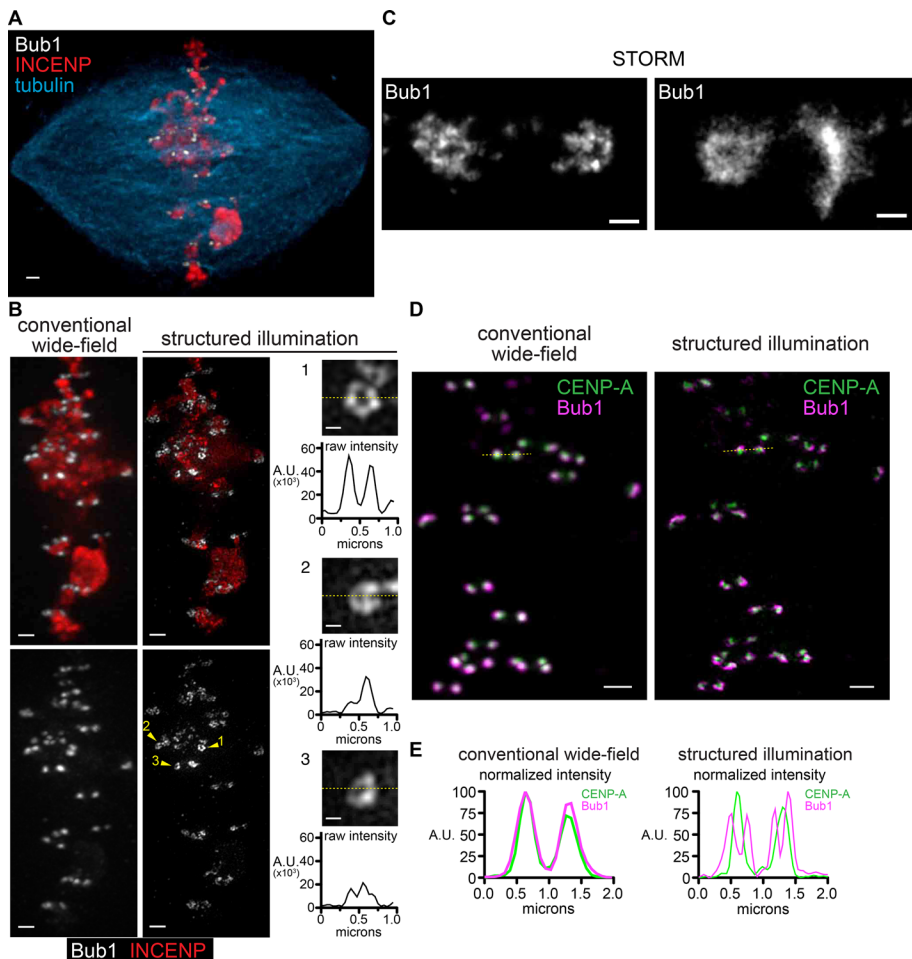 A
Bub1
INCENP
tubulin
C
STORM
Bub1
Bub1
B
conventional
wide-field
structured illumination
1
raw intensity
60
40
20
0
A.U.
(x10³)
0 0.5 1.0
microns
2
raw intensity
60
40
20
0
A.U.
(x10³)
0 0.5 1.0
microns
3
raw intensity
60
40
20
0
A.U.
(x10³)
0.0 0.5 1.0
microns
2
1
3
Bub1 INCENP
D
conventional
wide-field
structured illumination
CENP-A
Bub1
CENP-A
Bub1
E
conventional wide-field
normalized intensity
CENP-A
Bub1
100
75
50
25
0
A.U.
0.0 0.5 1.0 1.5 2.0
microns
structured illumination
normalized intensity
CENP-A
Bub1
100
75
50
25
0
A.U.
0.0 0.5 1.0 1.5 2.0
microns